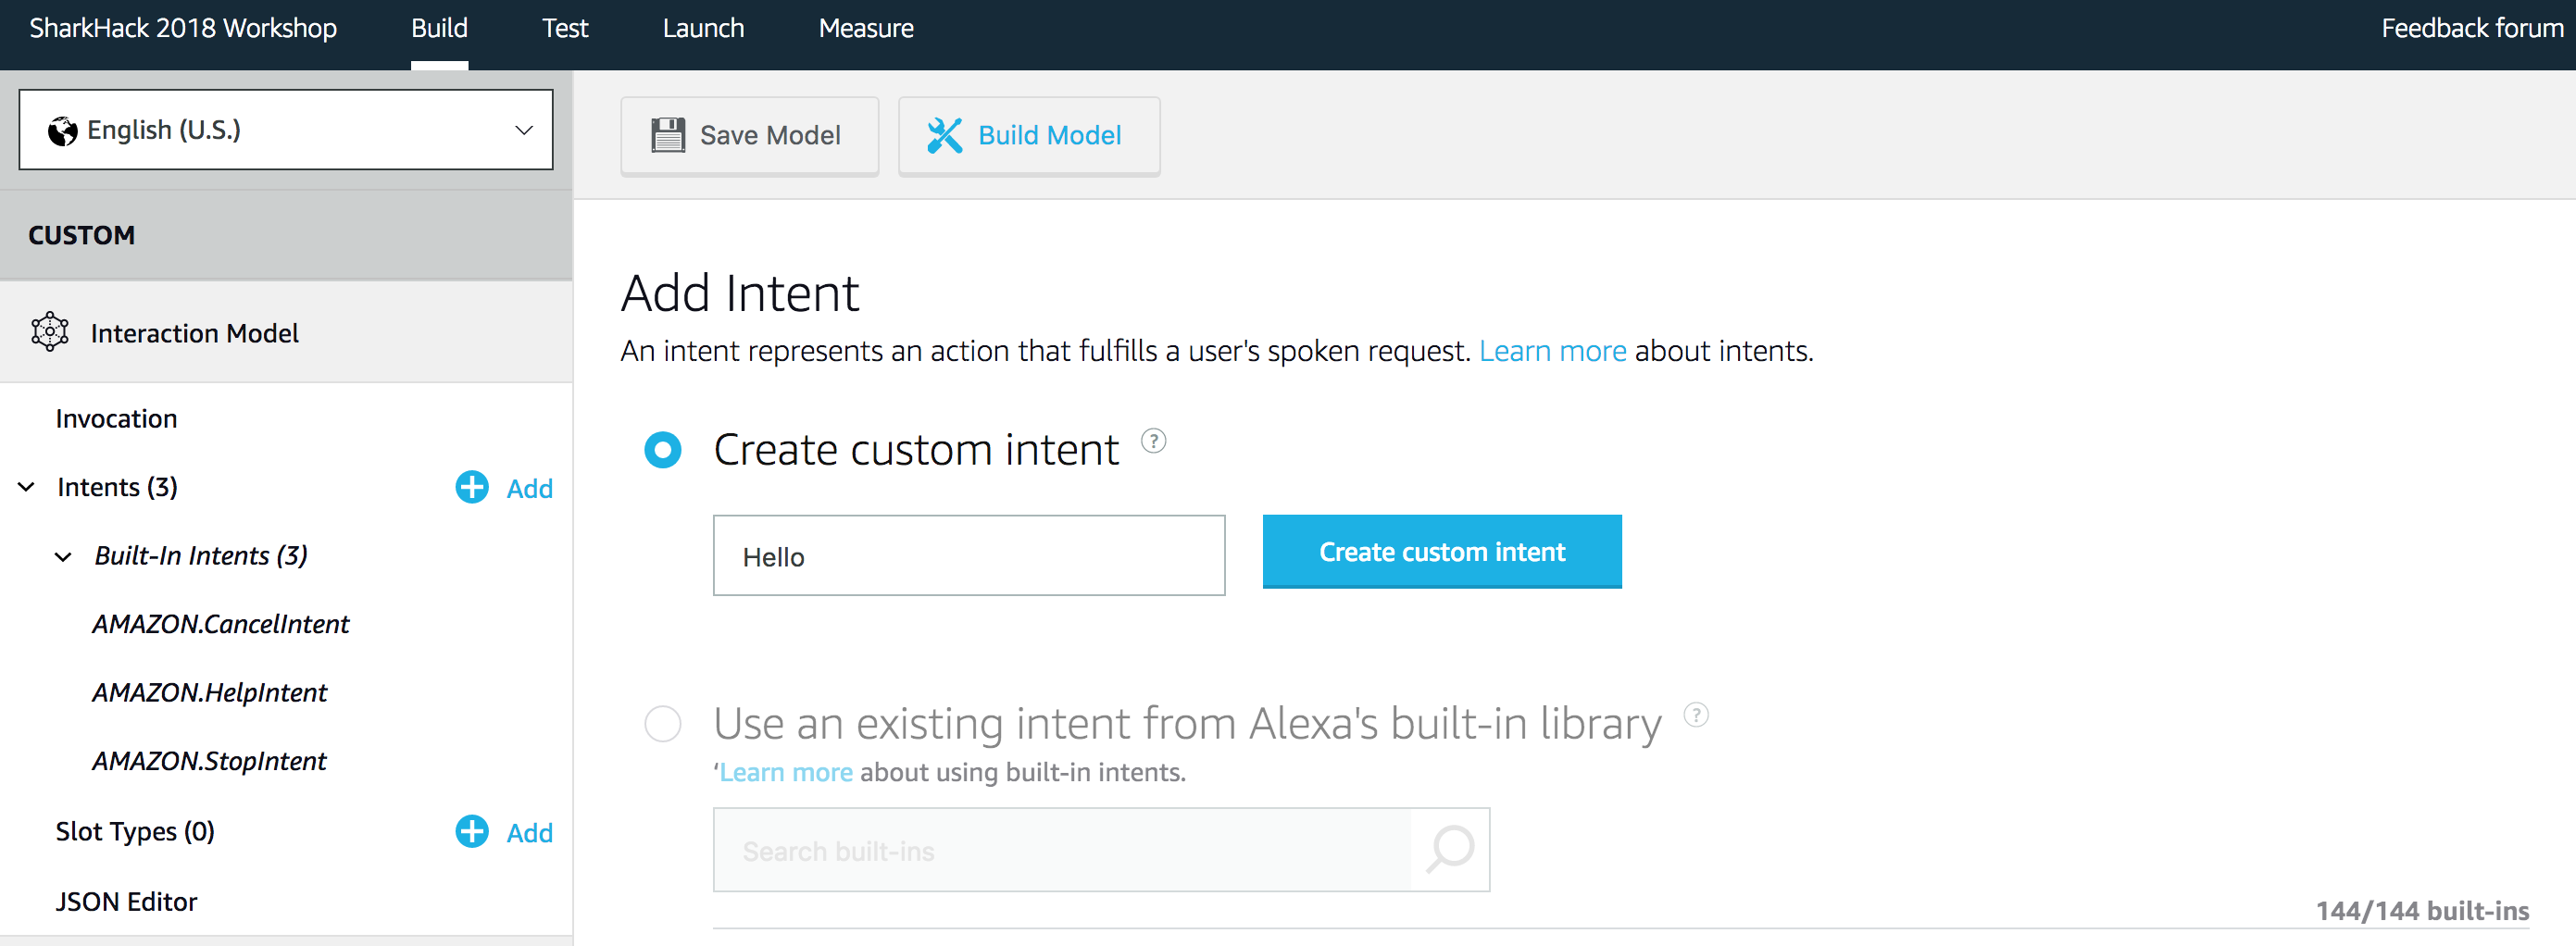 SharkHack 2018 Workshop Build Test Launch Measure Feedback forum
English (U.S.)
Save Model Build Model
CUSTOM
Interaction Model
Invocation
Intents (3) Add
Built-In Intents (3)
AMAZON.CancelIntent
AMAZON.HelpIntent
AMAZON.StopIntent
Slot Types (0) Add
JSON Editor
Add Intent
An intent represents an action that fulfills a user's spoken request. Learn more about intents.
Create custom intent ?
Hello
Create custom intent
Use an existing intent from Alexa's built-in library ?
‘Learn more about using built-in intents.
Search built-ins
144/144 built-ins